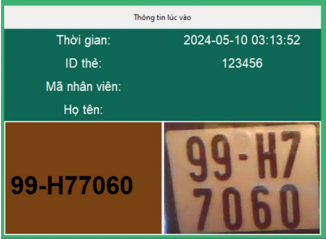 Thông tin lúc vào
Thời gian: 2024-05-10 03:13:52
ID thẻ: 123456
Mã nhân viên:
Họ tên:
99-H77060
99-H7
7060